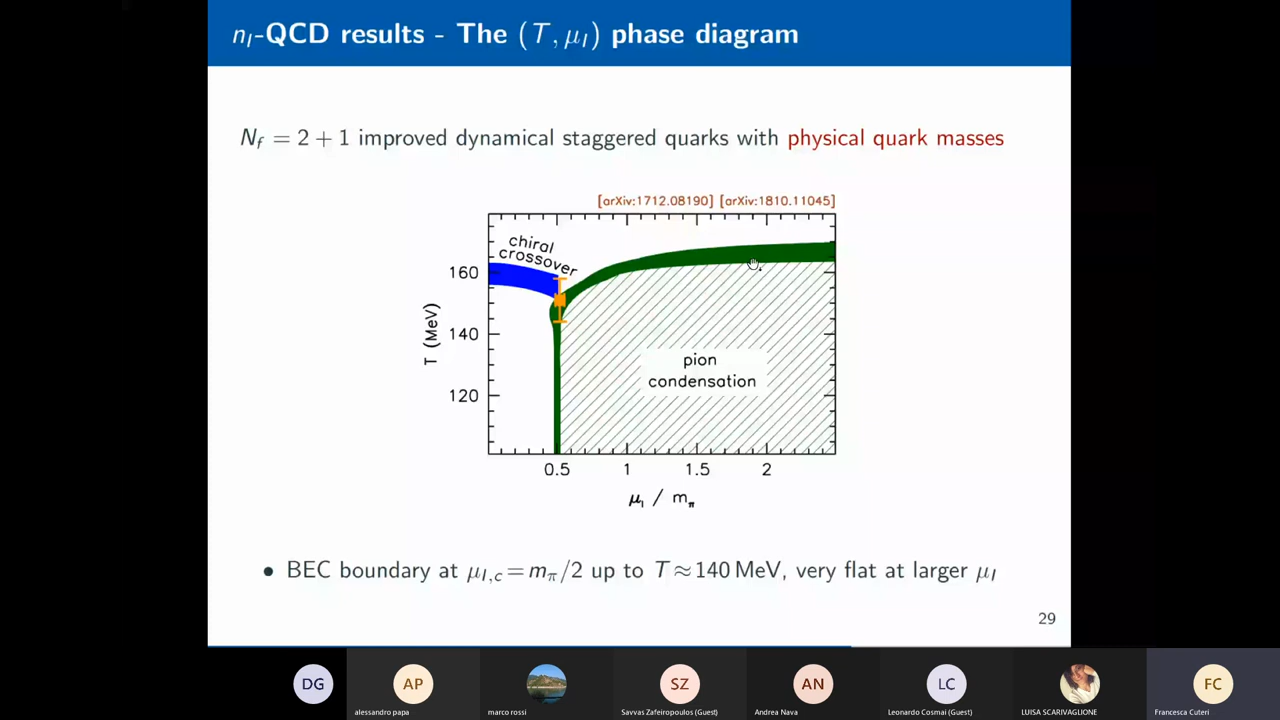 n_I-QCD results - The (T, μ_I) phase diagram
N_f = 2 + 1 improved dynamical staggered quarks with physical quark masses
[arXiv:1712.08190] [arXiv:1810.11045]
chiral
crossover
160
140
120
T (MeV)
pion
condensation
0.5 1 1.5 2
μ_I / m_π
• BEC boundary at μ_{I,c} = m_π/2 up to T ≈ 140 MeV, very flat at larger μ_I
29
DG AP SZ AN LC FC
alessandro papa marco rossi Savvas Zafeiropoulos (Guest) Andrea Nava Leonardo Cosmai (Guest) LUISA SCARIVAGLIONE Francesca Cuteri